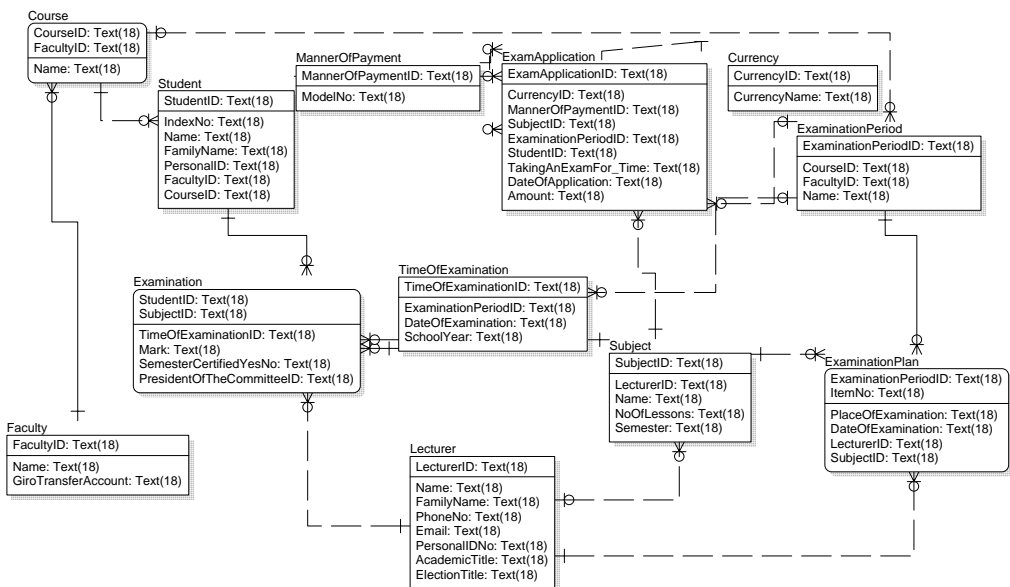 Course
CourseID: Text(18)
FacultyID: Text(18)
Name: Text(18)
Student
StudentID: Text(18)
IndexNo: Text(18)
Name: Text(18)
FamilyName: Text(18)
PersonalID: Text(18)
FacultyID: Text(18)
CourseID: Text(18)
MannerOfPayment
MannerOfPaymentID: Text(18)
ModelNo: Text(18)
ExamApplication
ExamApplicationID: Text(18)
CurrencyID: Text(18)
MannerOfPaymentID: Text(18)
SubjectID: Text(18)
ExaminationPeriodID: Text(18)
StudentID: Text(18)
TakingAnExamFor_Time: Text(18)
DateOfApplication: Text(18)
Amount: Text(18)
Currency
CurrencyID: Text(18)
CurrencyName: Text(18)
ExaminationPeriod
ExaminationPeriodID: Text(18)
CourseID: Text(18)
FacultyID: Text(18)
Name: Text(18)
Examination
StudentID: Text(18)
SubjectID: Text(18)
TimeOfExaminationID: Text(18)
Mark: Text(18)
SemesterCertifiedYesNo: Text(18)
PresidentOfTheCommitteeID: Text(18)
TimeOfExamination
TimeOfExaminationID: Text(18)
ExaminationPeriodID: Text(18)
DateOfExamination: Text(18)
SchoolYear: Text(18)
Subject
SubjectID: Text(18)
LecturerID: Text(18)
Name: Text(18)
NoOfLessons: Text(18)
Semester: Text(18)
ExaminationPlan
ExaminationPeriodID: Text(18)
ItemNo: Text(18)
PlaceOfExamination: Text(18)
DateOfExamination: Text(18)
LecturerID: Text(18)
SubjectID: Text(18)
Faculty
FacultyID: Text(18)
Name: Text(18)
GiroTransferAccount: Text(18)
Lecturer
LecturerID: Text(18)
Name: Text(18)
FamilyName: Text(18)
PhoneNo: Text(18)
Email: Text(18)
PersonalIDNo: Text(18)
AcademicTitle: Text(18)
ElectionTitle: Text(18)